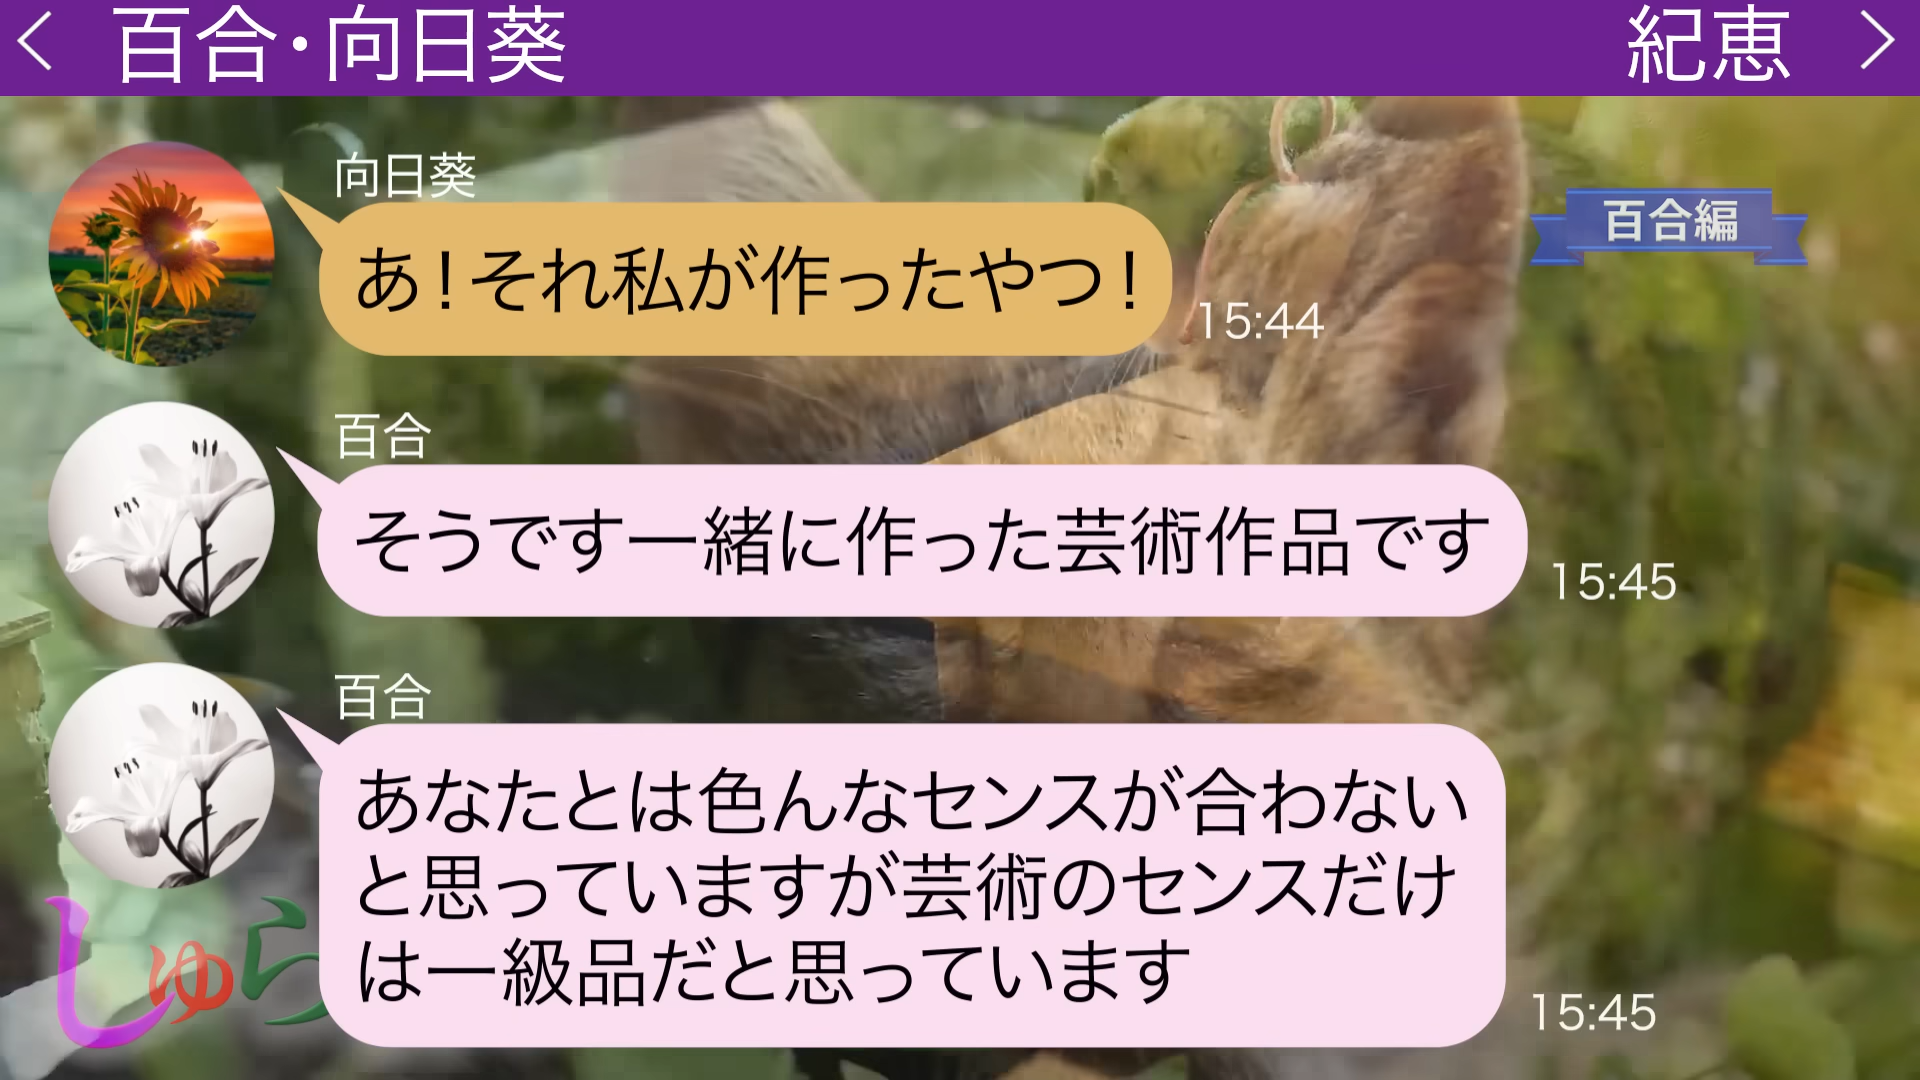 百合・向日葵
紀恵
向日葵
あ！それ私が作ったやつ！
15:44
百合編
百合
そうです一緒に作った芸術作品です
15:45
百合
あなたとは色んなセンスが合わない
と思っていますが芸術のセンスだけ
は一級品だと思っています
15:45
しゅら